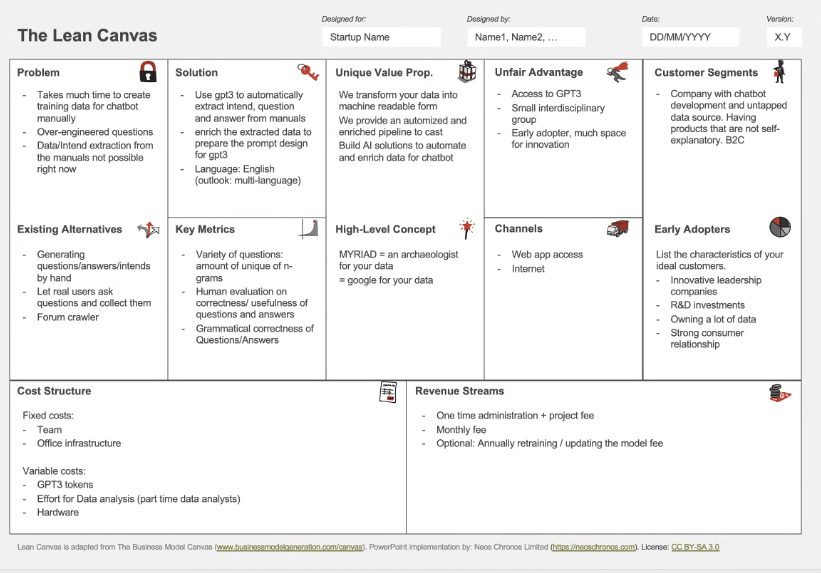 The Lean Canvas
Designed for:
Startup Name
Designed by:
Name1, Name2, ...
Date:
DD/MM/YYYY
Version:
X.Y
Problem
- Takes much time to create
training data for chatbot
manually
- Over-engineered questions
- Data/Intend extraction from
the manuals not possible
right now
Solution
- Use gpt3 to automatically
extract intend, question
and answer from manuals
- enrich the extracted data to
prepare the prompt design
for gpt3
- Language: English
(outlook: multi-language)
Unique Value Prop.
We transform your data into
machine readable form
We provide an automized and
enriched pipeline to cast
Build AI solutions to automate
and enrich data for chatbot
Unfair Advantage
- Access to GPT3
- Small interdisciplinary
group
- Early adopter, much space
for innovation
Customer Segments
- Company with chatbot
development and untapped
data source. Having
products that are not self-
explanatory. B2C
Existing Alternatives
- Generating
questions/answers/intends
by hand
- Let real users ask
questions and collect them
- Forum crawler
Key Metrics
- Variety of questions:
amount of unique of n-
grams
- Human evaluation on
correctness/ usefulness of
questions and answers
- Grammatical correctness of
Questions/Answers
High-Level Concept
MYRIAD = an archaeologist
for your data
= google for your data
Channels
- Web app access
- Internet
Early Adopters
List the characteristics of your
ideal customers.
- Innovative leadership
companies
- R&D investments
- Owning a lot of data
- Strong consumer
relationship
Cost Structure
Fixed costs:
- Team
- Office infrastructure
Variable costs:
- GPT3 tokens
- Effort for Data analysis (part time data analysts)
- Hardware
Revenue Streams
- One time administration + project fee
- Monthly fee
- Optional: Annually retraining / updating the model fee
Lean Canvas is adapted from The Business Model Canvas (www.businessmodelgeneration.com/canvas). PowerPoint implementation by: Neos Chronos Limited (https://neoschronos.com). License: CC BY-SA 3.0